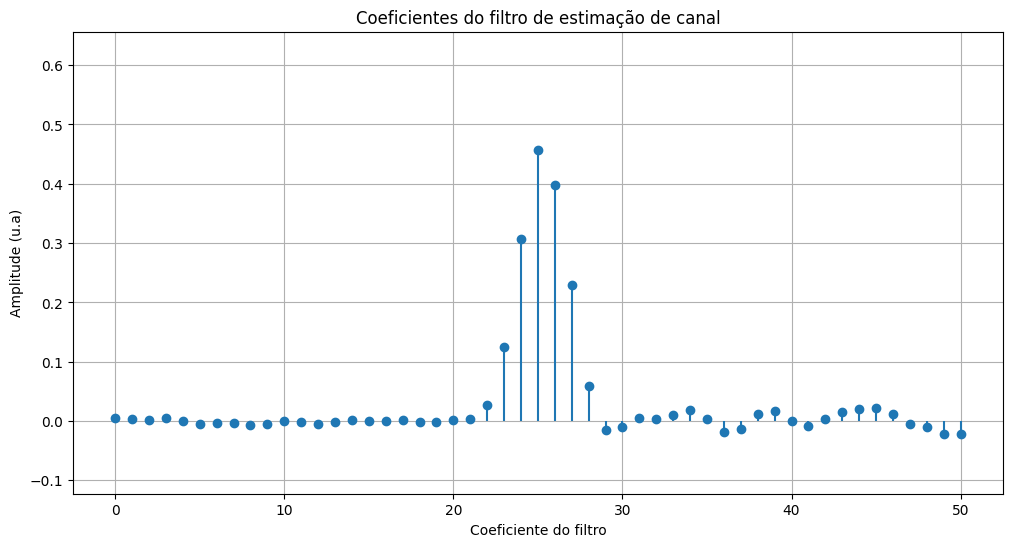 Coeficientes do filtro de estimação de canal
0.6
0.5
0.4
0.3
0.2
0.1
0.0
−0.1
Amplitude (u.a)
0 10 20 30 40 50
Coeficiente do filtro